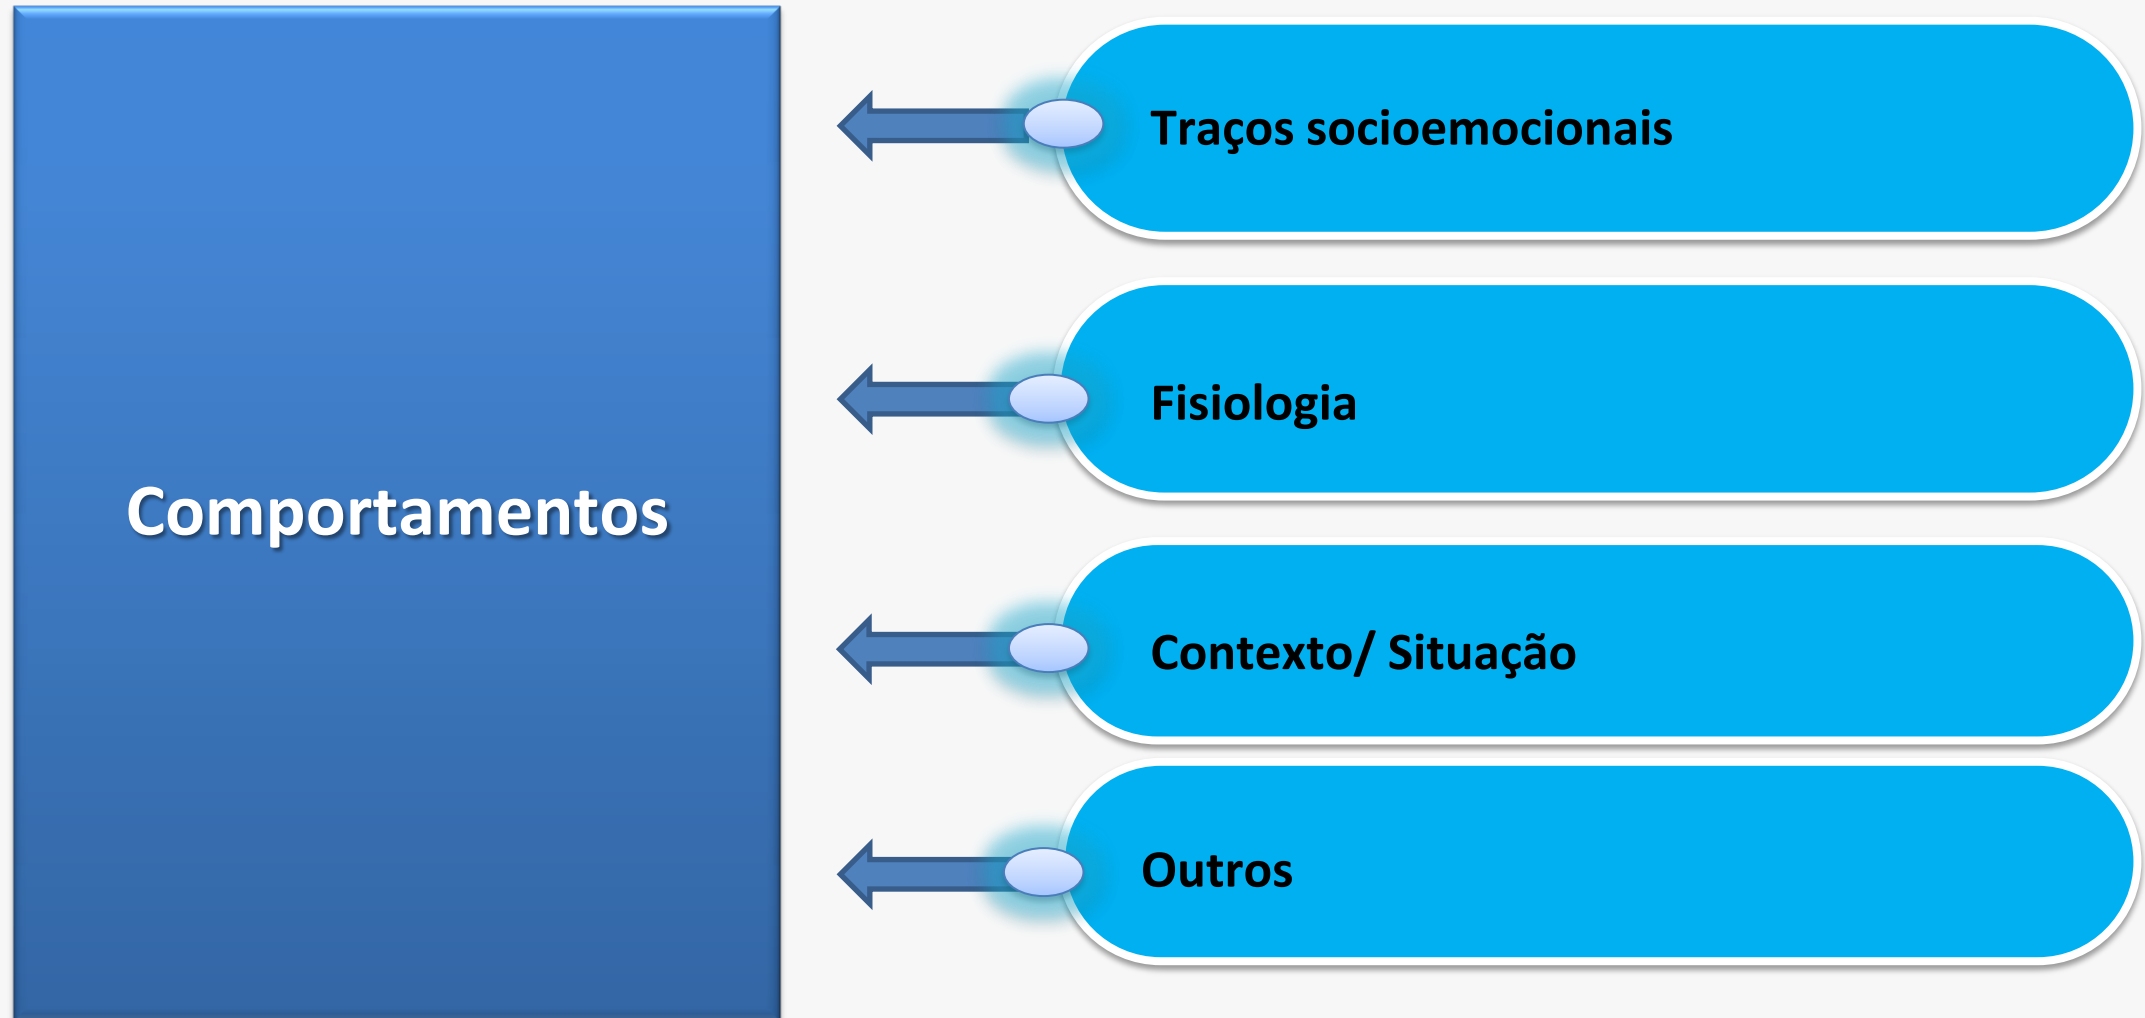 Comportamentos
Traços socioemocionais
Fisiologia
Contexto/ Situação
Outros